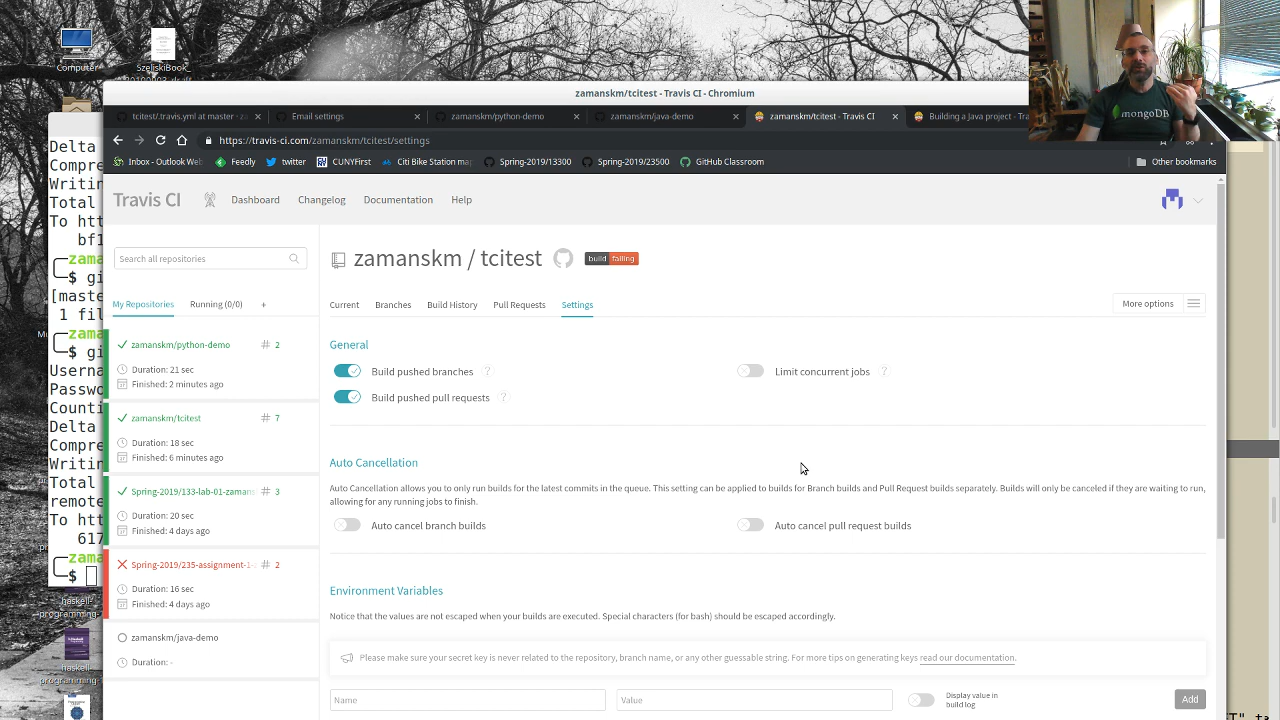 Computer
SzeliskiBook_
zamanskm/tcitest - Travis CI - Chromium
tcitest/.travis.yml at master · za
Email settings
zamanskm/python-demo
zamanskm/java-demo
zamanskm/tcitest - Travis CI
Building a Java project - Tra
https://travis-ci.com/zamanskm/tcitest/settings
Inbox - Outlook Web
Feedly
twitter
CUNYFirst
Citi Bike Station map
Spring-2019/13300
Spring-2019/23500
GitHub Classroom
Other bookmarks
mongoDB
Delta
Compre
Writin
Total
To htt
bf1
zama
$ gi
[maste
1 fil
zama
$ gi
Userna
Passwo
Counti
Delta
Compre
Writin
Total
remote
To htt
617
zama
$
Travis CI
Dashboard
Changelog
Documentation
Help
Search all repositories
My Repositories
Running (0/0)
+
zamanskm/python-demo # 2
Duration: 21 sec
Finished: 2 minutes ago
zamanskm/tcitest # 7
Duration: 18 sec
Finished: 6 minutes ago
Spring-2019/133-lab-01-zaman # 3
Duration: 20 sec
Finished: 4 days ago
Spring-2019/235-assignment-1- # 2
Duration: 16 sec
Finished: 4 days ago
zamanskm/java-demo
Duration: -
zamanskm / tcitest
build failing
Current
Branches
Build History
Pull Requests
Settings
More options
General
Build pushed branches ?
Limit concurrent jobs ?
Build pushed pull requests ?
Auto Cancellation
Auto Cancellation allows you to only run builds for the latest commits in the queue. This setting can be applied to builds for Branch builds and Pull Request builds separately. Builds will only be canceled if they are waiting to run,
allowing for any running jobs to finish.
Auto cancel branch builds
Auto cancel pull request builds
Environment Variables
Notice that the values are not escaped when your builds are executed. Special characters (for bash) should be escaped accordingly.
Please make sure your secret key is never related to the repository, branch name, or any other guessable string. For more tips on generating keys read our documentation.
Name
Value
Display value in
build log
Add
haskell
programming-
haskell
programming-